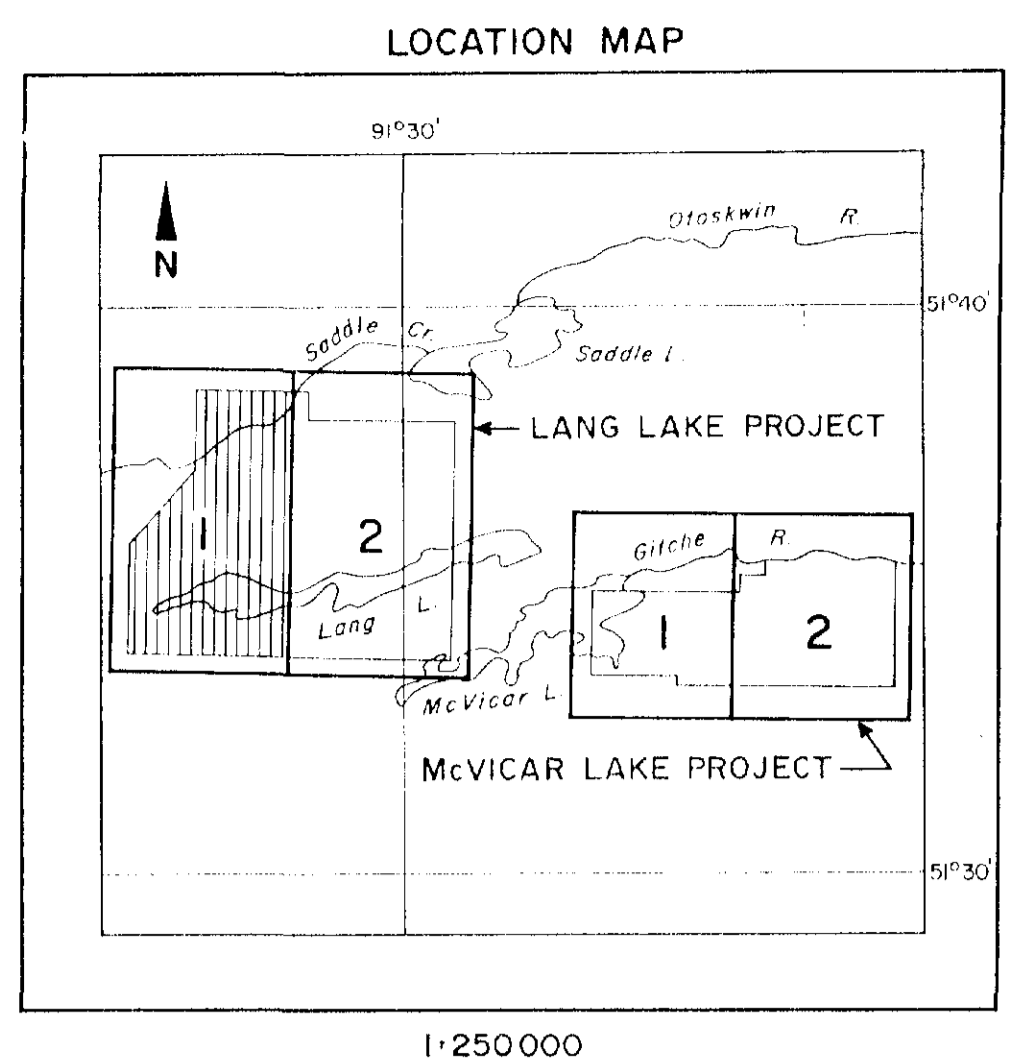 LOCATION MAP
91°30'
N
Otoskwin R.
51°40'
Saddle Cr.
Saddle L.
LANG LAKE PROJECT
1
2
Gitche R.
1
2
Lang L.
McVicar L.
McVICAR LAKE PROJECT
51°30'
1:250000